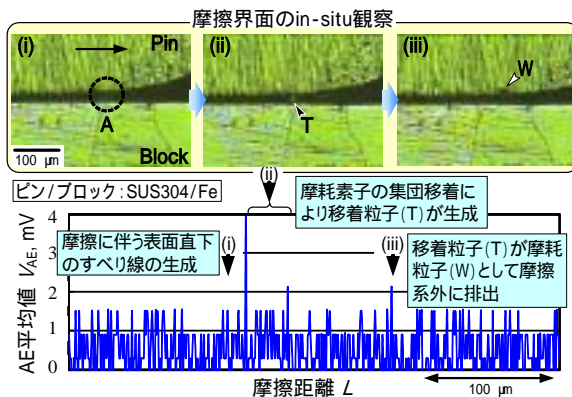 摩擦界面のin-situ観察
(i)
Pin
A
100 μm
Block
(ii)
T
(iii)
W
ピン/ブロック:SUS304/Fe
(ii)
摩耗素子の集団移着に
より移着粒子(T)が生成
摩擦に伴う表面直下
のすべり線の生成
(i)
(iii)
移着粒子(T)が摩耗
粒子(W)として摩擦
系外に排出
AE平均値 VAE, mV
4
3
2
1
0
摩擦距離 L
100 μm